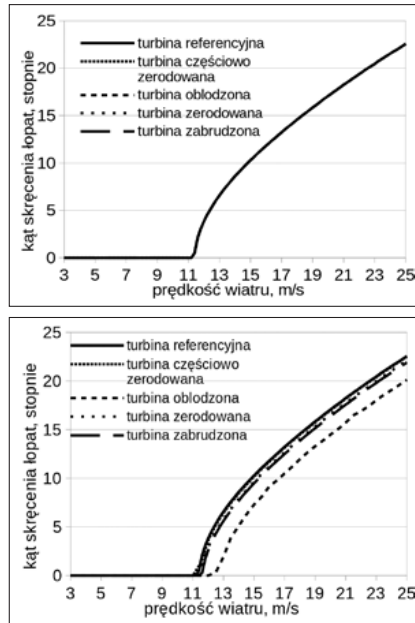 25
20
15
10
5
0
kąt skręcenia łopat, stopnie
turbina referencyjna
turbina częściowo
zerodowana
turbina oblodzona
turbina zerodowana
turbina zabrudzona
3 5 7 9 11 13 15 17 19 21 23 25
prędkość wiatru, m/s
25
20
15
10
5
0
kąt skręcenia łopat, stopnie
turbina referencyjna
turbina częściowo
zerodowana
turbina oblodzona
turbina zerodowana
turbina zabrudzona
3 5 7 9 11 13 15 17 19 21 23 25
prędkość wiatru, m/s